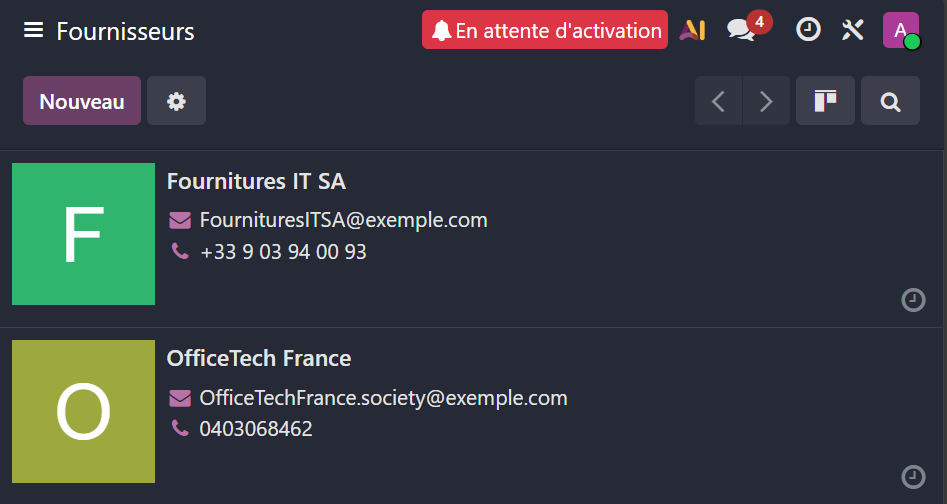 Fournisseurs
En attente d'activation
AI
4
A
Nouveau
F
Fournitures IT SA
FournituresITSA@exemple.com
+33 9 03 94 00 93
O
OfficeTech France
OfficeTechFrance.society@exemple.com
0403068462